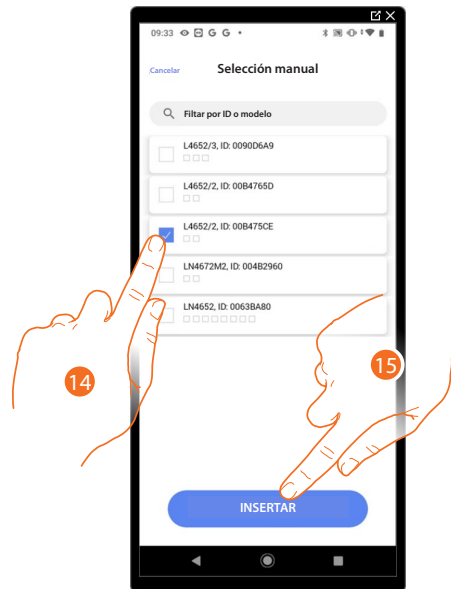 09:33 G G
Cancelar Selección manual
Filtar por ID o modelo
L4652/3, ID: 0090D6A9
L4652/2, ID: 00B4765D
L4652/2, ID: 00B475CE
LN4672M2, ID: 004B2960
LN4652, ID: 0063BA80
14
15
INSERTAR